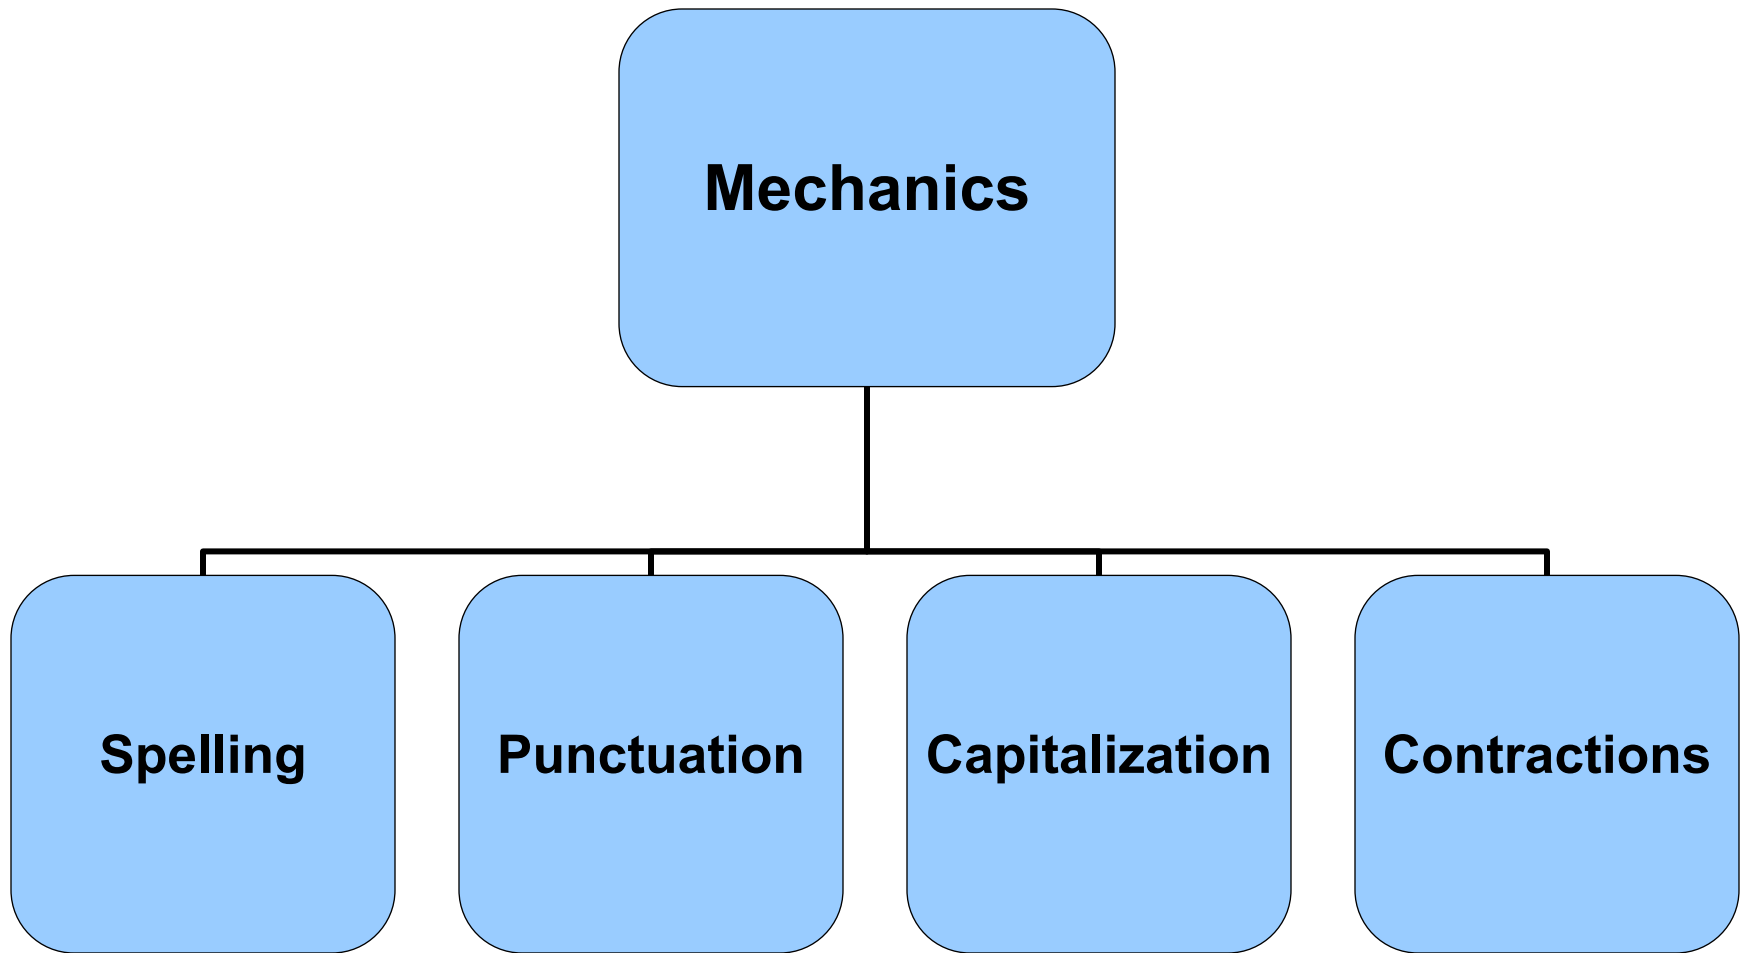 Mechanics
Spelling
Punctuation
Capitalization
Contractions